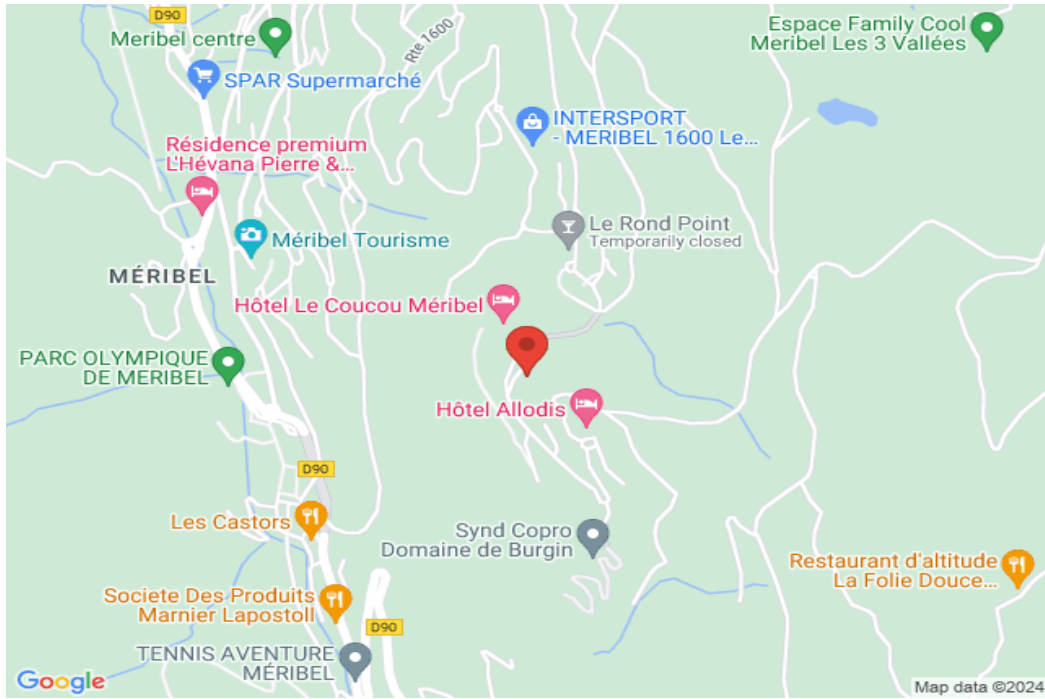 D90
Meribel centre
Rte 1600
Espace Family Cool
Meribel Les 3 Vallées
SPAR Supermarché
INTERSPORT
- MERIBEL 1600 Le...
Résidence premium
L'Hévana Pierre &...
Le Rond Point
Temporarily closed
Méribel Tourisme
MÉRIBEL
Hôtel Le Coucou Méribel
PARC OLYMPIQUE
DE MERIBEL
Hôtel Allodis
D90
Les Castors
Synd Copro
Domaine de Burgin
Restaurant d'altitude
La Folie Douce...
Societe Des Produits
Marnier Lapostoll
D90
TENNIS AVENTURE
MÉRIBEL
Google
Map data ©2024